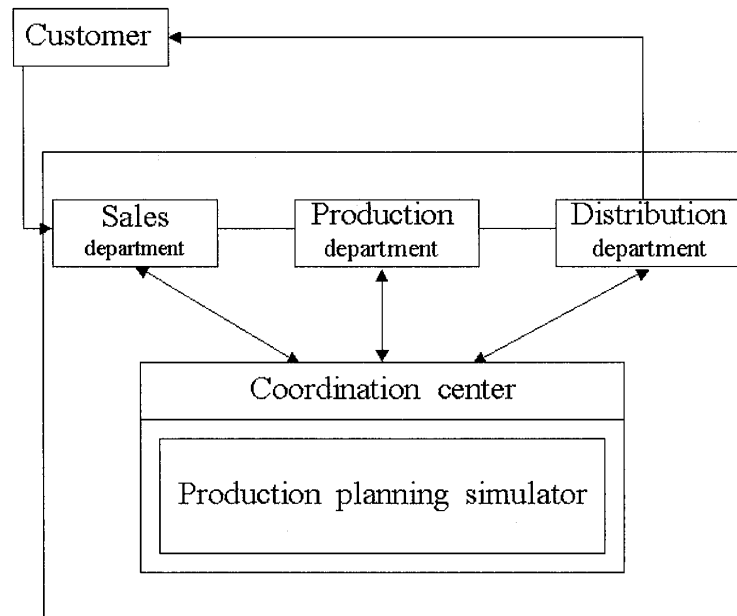 Customer
Sales
department
Production
department
Distribution
department
Coordination center
Production planning simulator